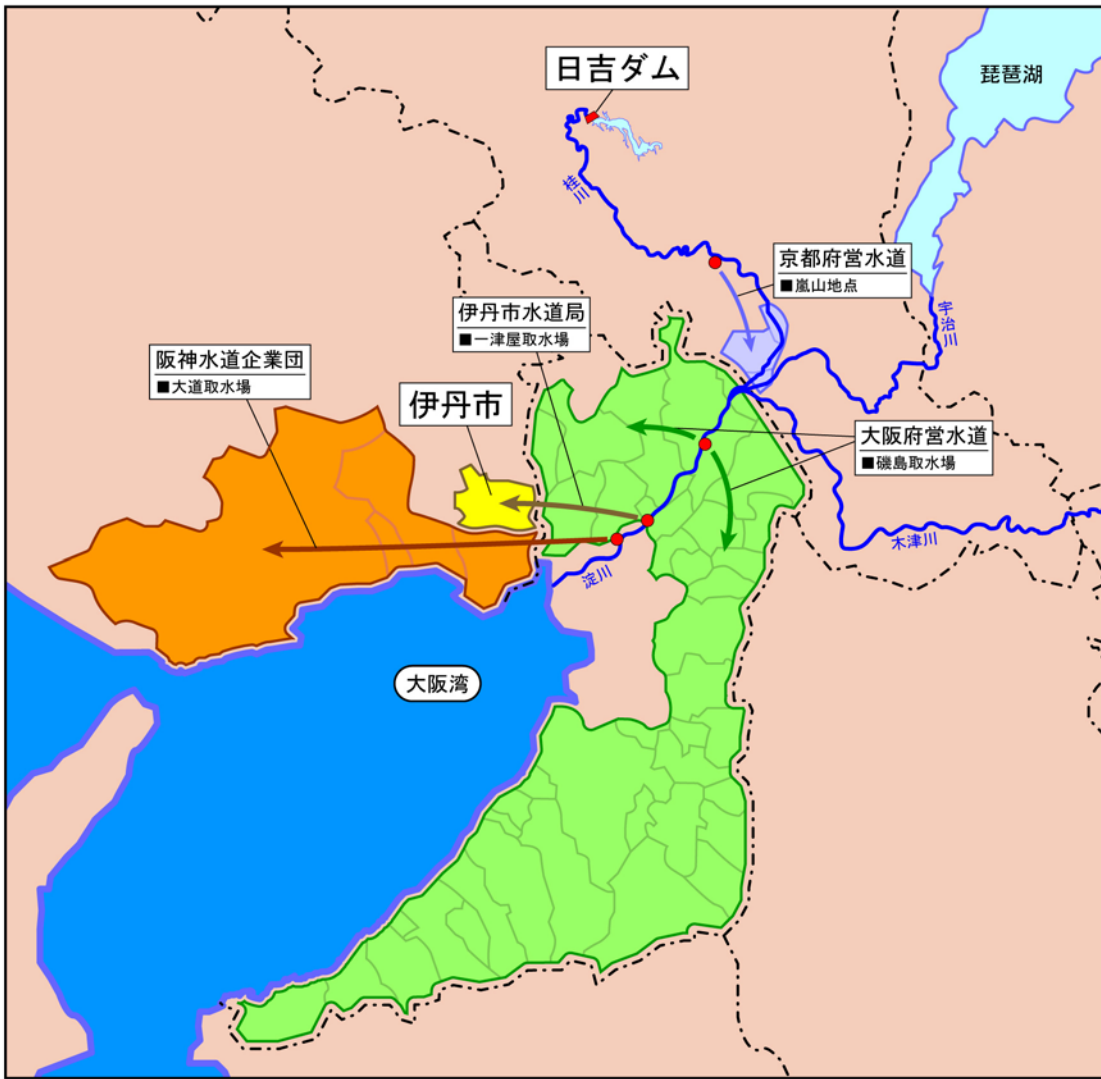 日吉ダム
琵琶湖
桂川
京都府営水道
■嵐山地点
宇治川
伊丹市水道局
■一津屋取水場
阪神水道企業団
■大道取水場
伊丹市
大阪府営水道
■磯島取水場
木津川
淀川
大阪湾